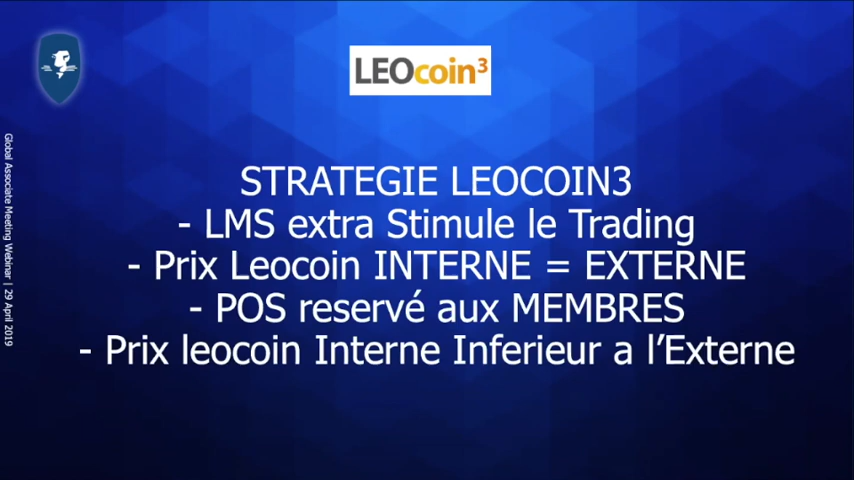 LEOcoin³
Global Associate Meeting Webinar | 29 April 2019
STRATEGIE LEOCOIN3
- LMS extra Stimule le Trading
- Prix Leocoin INTERNE = EXTERNE
- POS reservé aux MEMBRES
- Prix leocoin Interne Inferieur a l’Externe